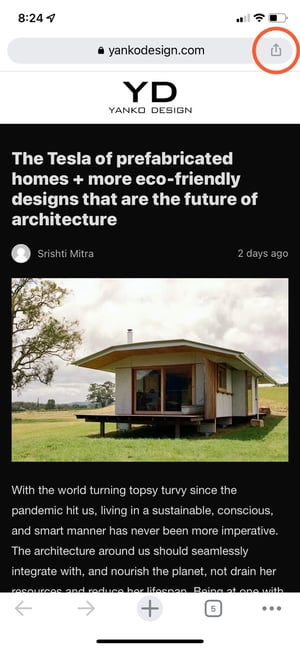 8:24
yankodesign.com
YD
YANKO DESIGN
The Tesla of prefabricated
homes + more eco-friendly
designs that are the future of
architecture
Srishti Mitra
2 days ago
With the world turning topsy turvy since the
pandemic hit us, living in a sustainable, conscious,
and smart manner has never been more imperative.
The architecture around us should seamlessly
integrate with, and nourish the planet, not drain her
resources and reduce her lifespan. Being at one with
5